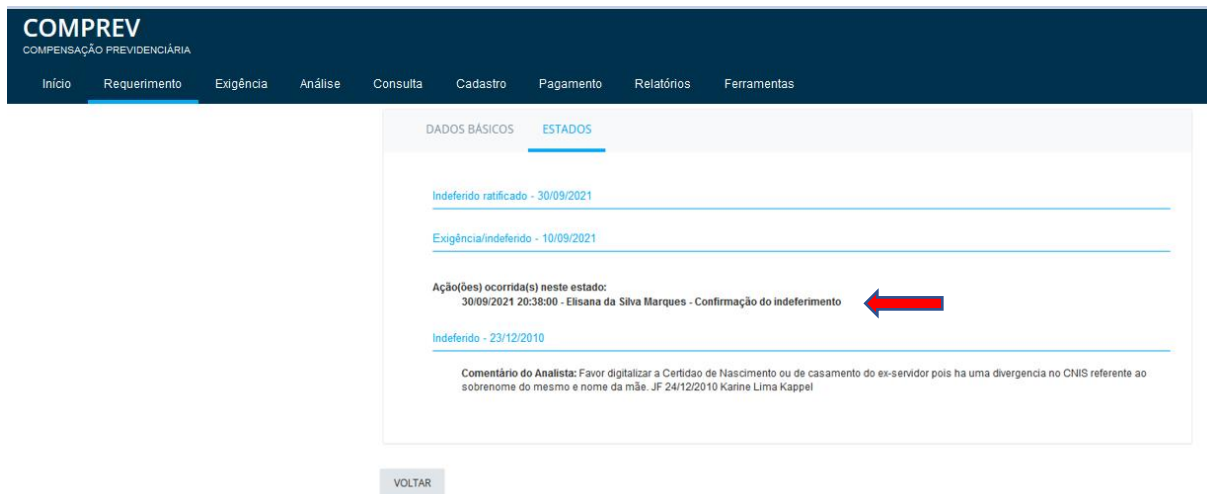 COMPREV
COMPENSAÇÃO PREVIDENCIÁRIA
Início Requerimento Exigência Análise Consulta Cadastro Pagamento Relatórios Ferramentas
DADOS BÁSICOS ESTADOS
Indeferido ratificado - 30/09/2021
Exigência/indeferido - 10/09/2021
Ação(ões) ocorrida(s) neste estado:
30/09/2021 20:38:00 - Elisana da Silva Marques - Confirmação do indeferimento
Indeferido - 23/12/2010
Comentário do Analista: Favor digitalizar a Certidao de Nascimento ou de casamento do ex-servidor pois ha uma divergencia no CNIS referente ao
sobrenome do mesmo e nome da mãe. JF 24/12/2010 Karine Lima Kappel
VOLTAR